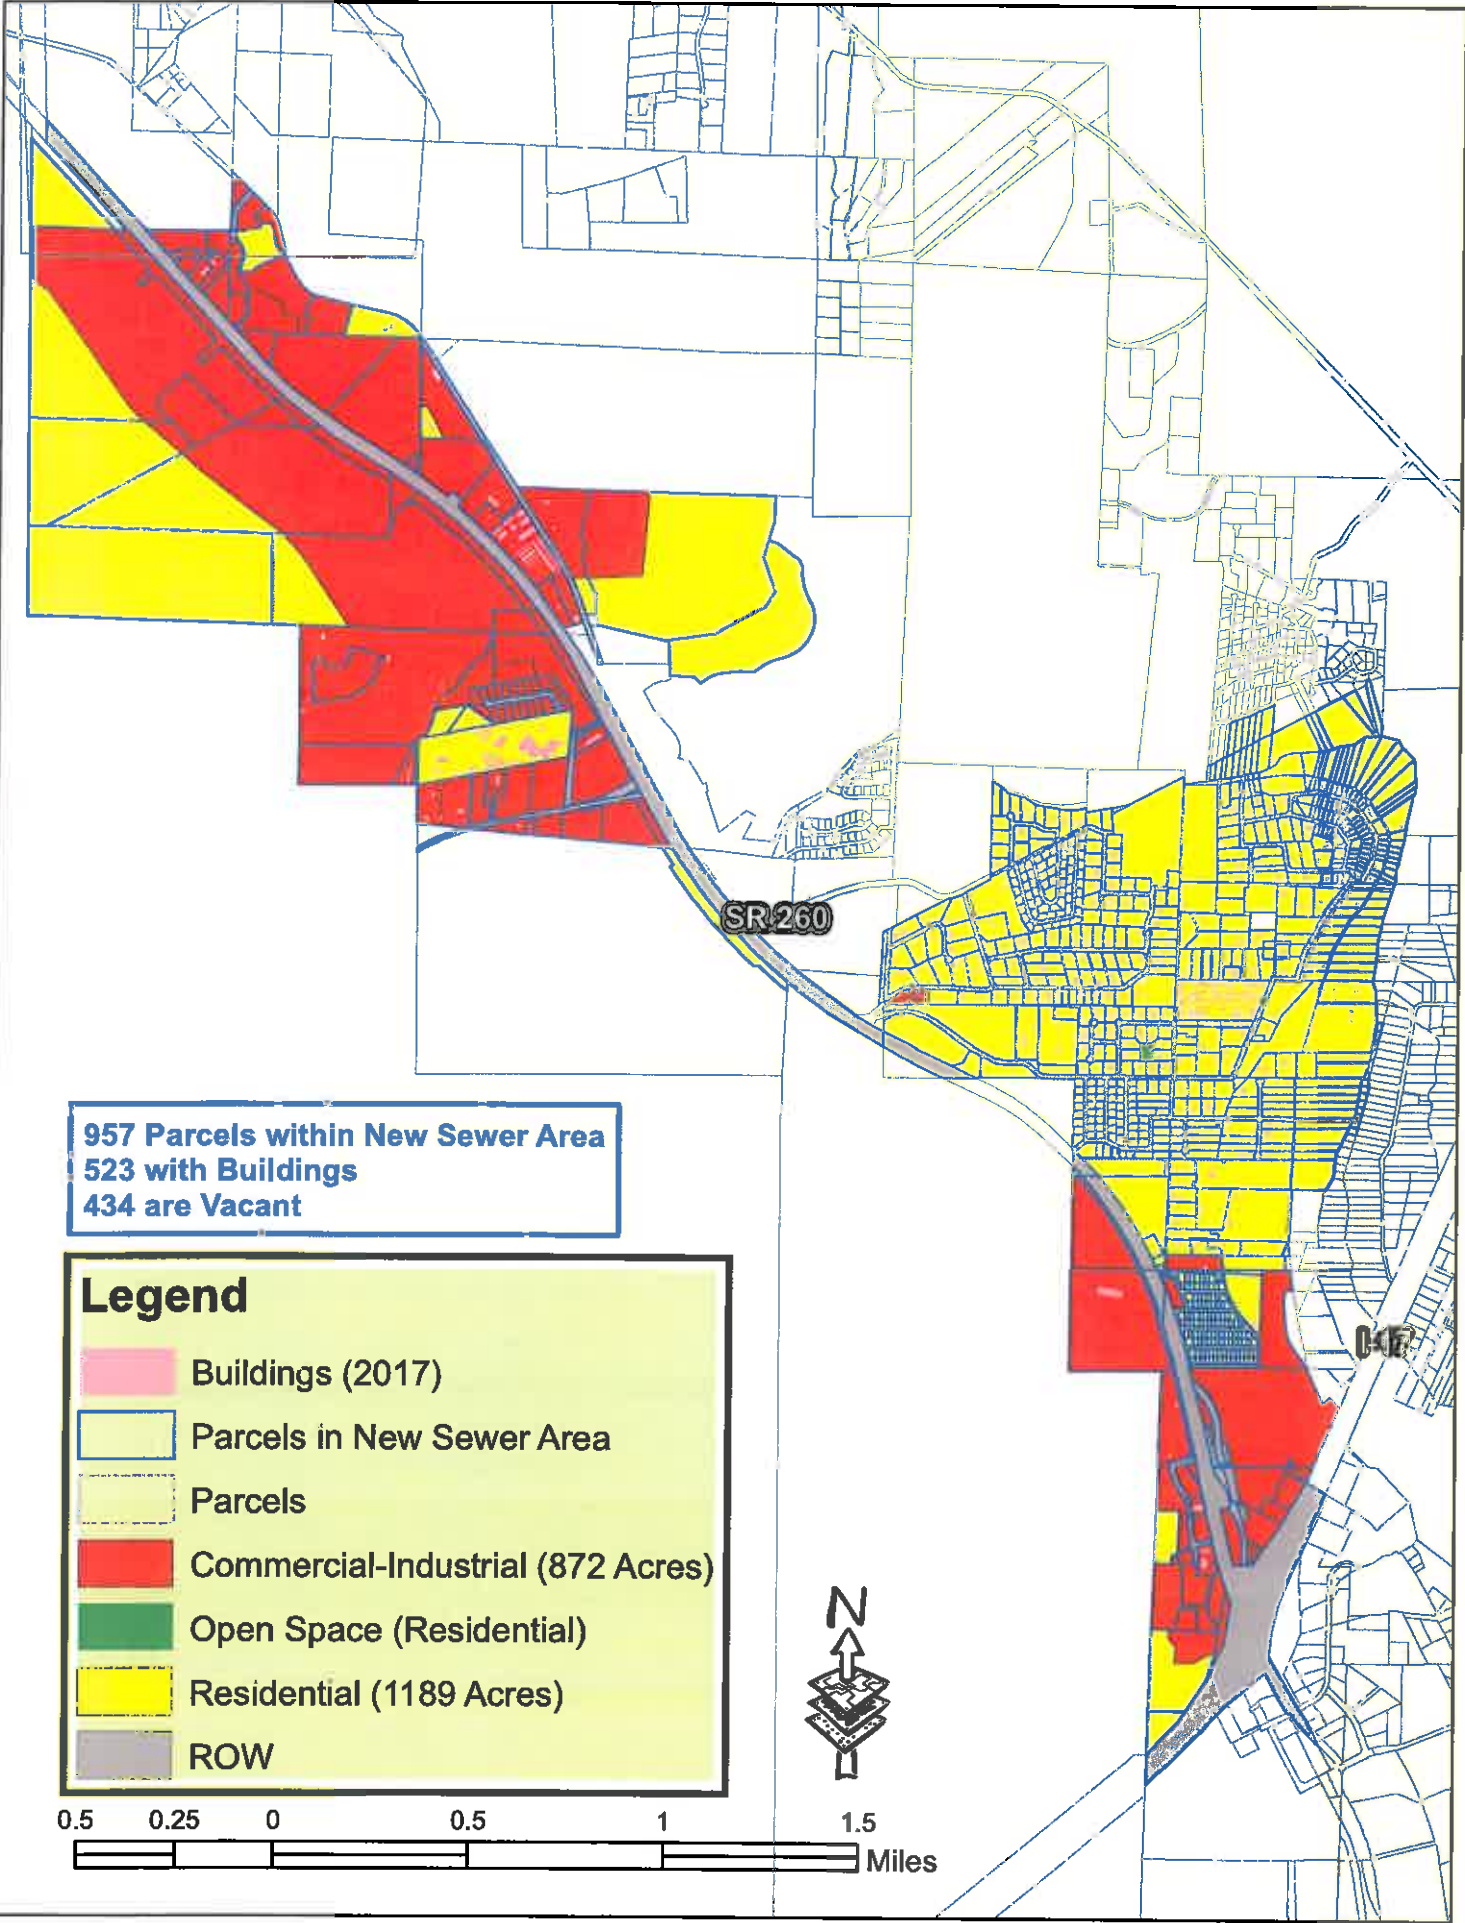 SR 260
957 Parcels within New Sewer Area
523 with Buildings
434 are Vacant
Legend
Buildings (2017)
Parcels in New Sewer Area
Parcels
Commercial-Industrial (872 Acres)
Open Space (Residential)
Residential (1189 Acres)
ROW
N
0.5 0.25 0 0.5 1 1.5
Miles